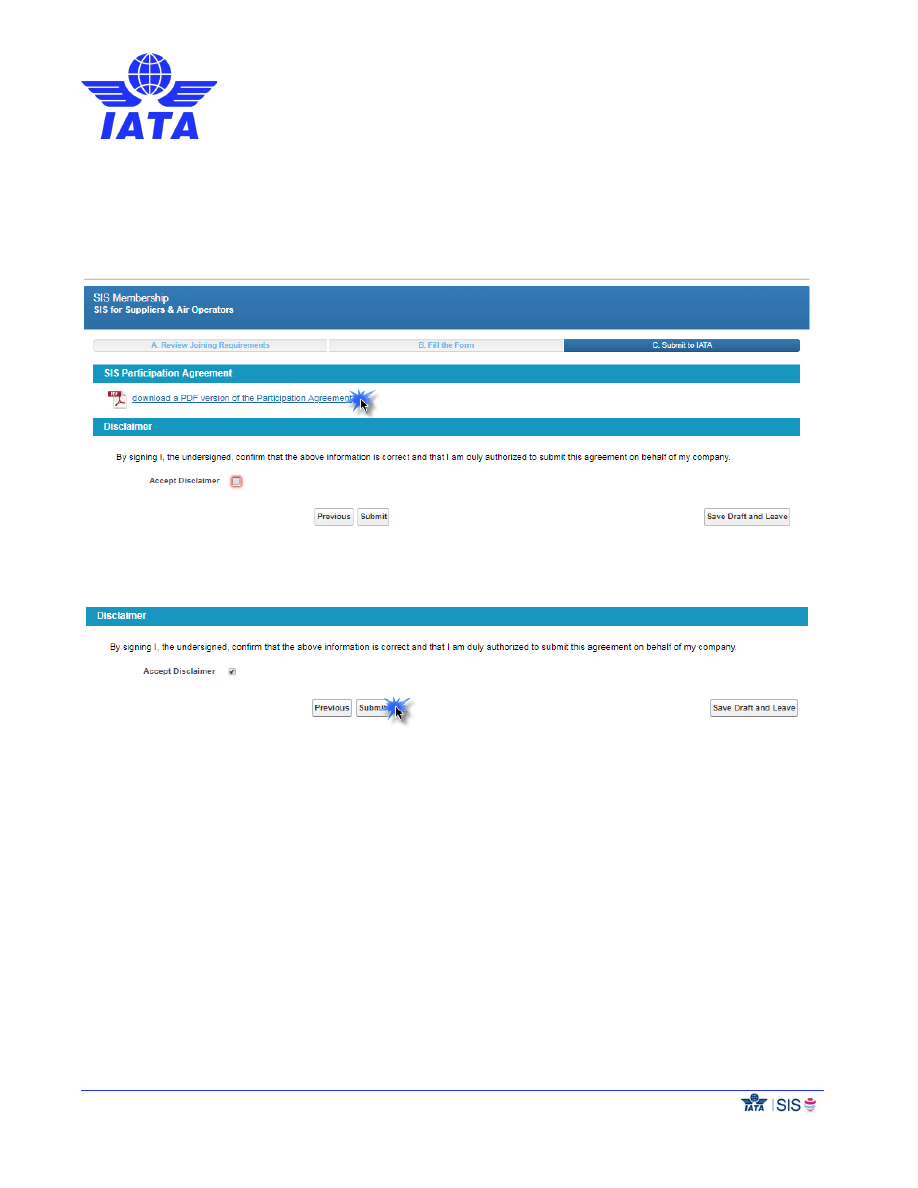 IATA
SIS Membership
SIS for Suppliers & Air Operators
A. Review Joining Requirements
B. Fill the Form
C. Submit to IATA
SIS Participation Agreement
PDF
download a PDF version of the Participation Agreement
Disclaimer
By signing I, the undersigned, confirm that the above information is correct and that I am duly authorized to submit this agreement on behalf of my company.
Accept Disclaimer
Previous
Submit
Save Draft and Leave
Disclaimer
By signing I, the undersigned, confirm that the above information is correct and that I am duly authorized to submit this agreement on behalf of my company.
Accept Disclaimer
Previous
Submit
Save Draft and Leave
IATA
SIS